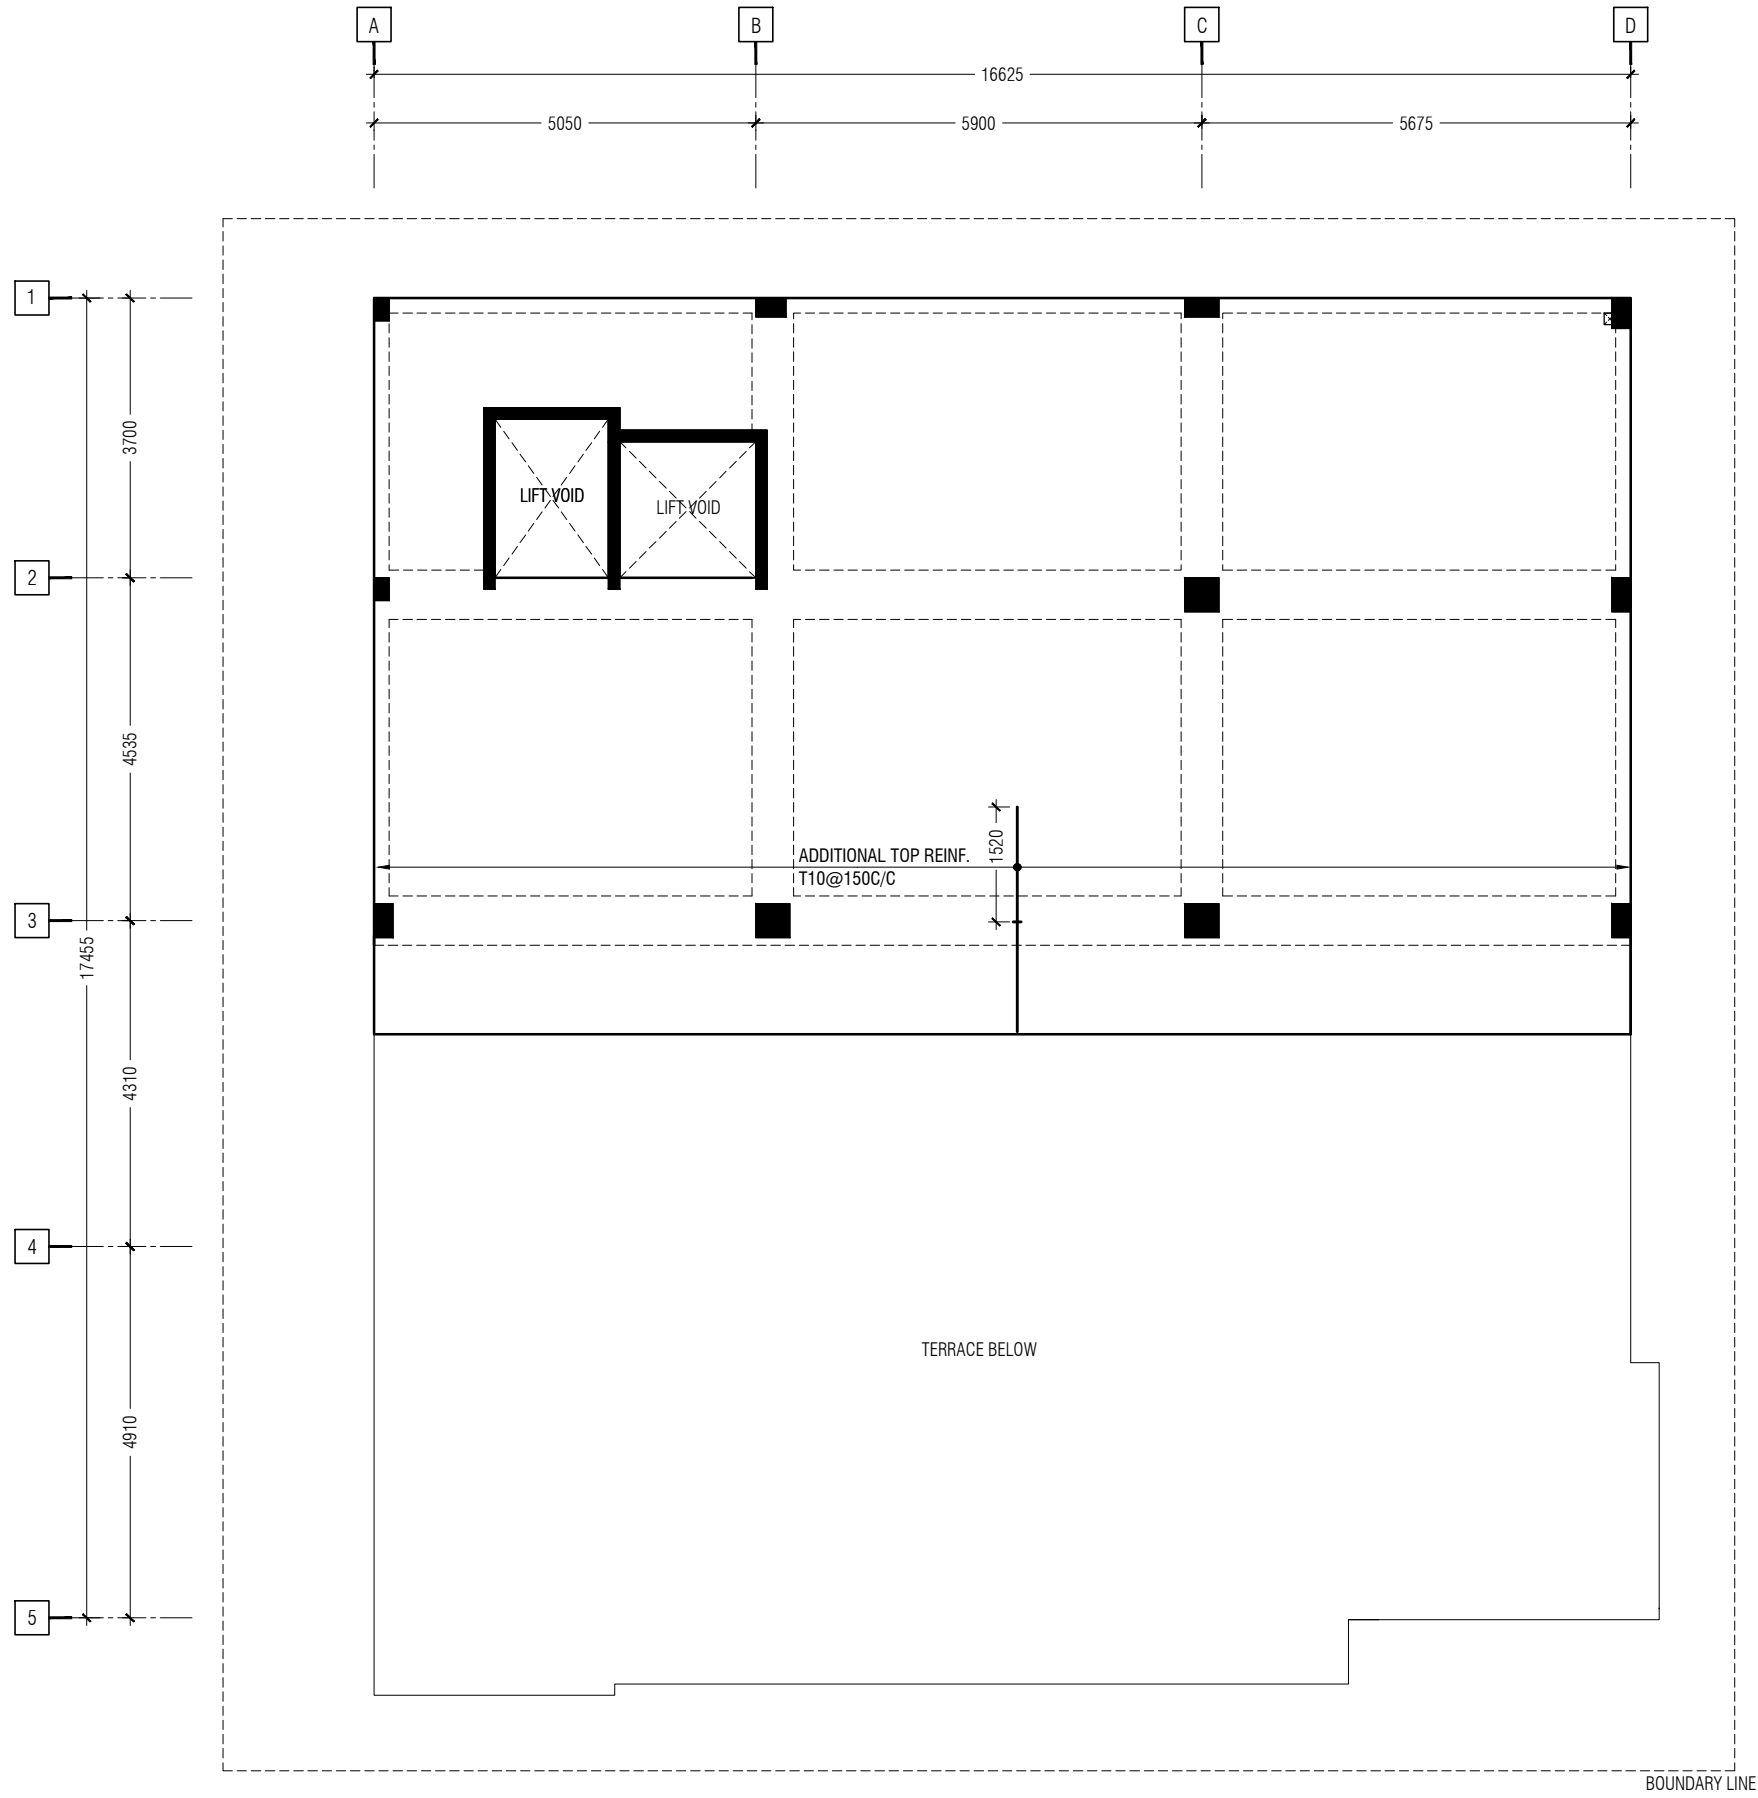 A
B
C
D
16625
5050
5900
5675
1
3700
LIFT VOID
LIFT VOID
2
4535
1520
ADDITIONAL TOP REINF.
T10@150C/C
3
17455
4310
4
TERRACE BELOW
4910
5
BOUNDARY LINE